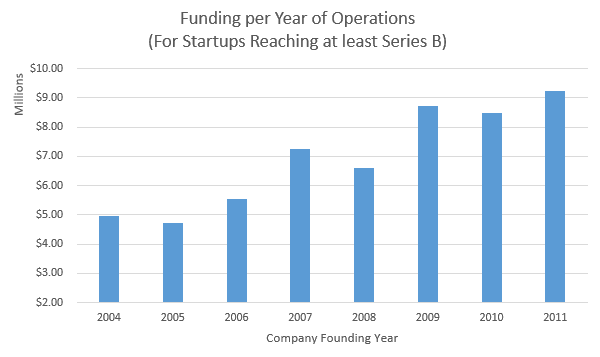 Funding per Year of Operations
(For Startups Reaching at least Series B)
Millions
$10.00
$9.00
$8.00
$7.00
$6.00
$5.00
$4.00
$3.00
$2.00
2004 2005 2006 2007 2008 2009 2010 2011
Company Founding Year